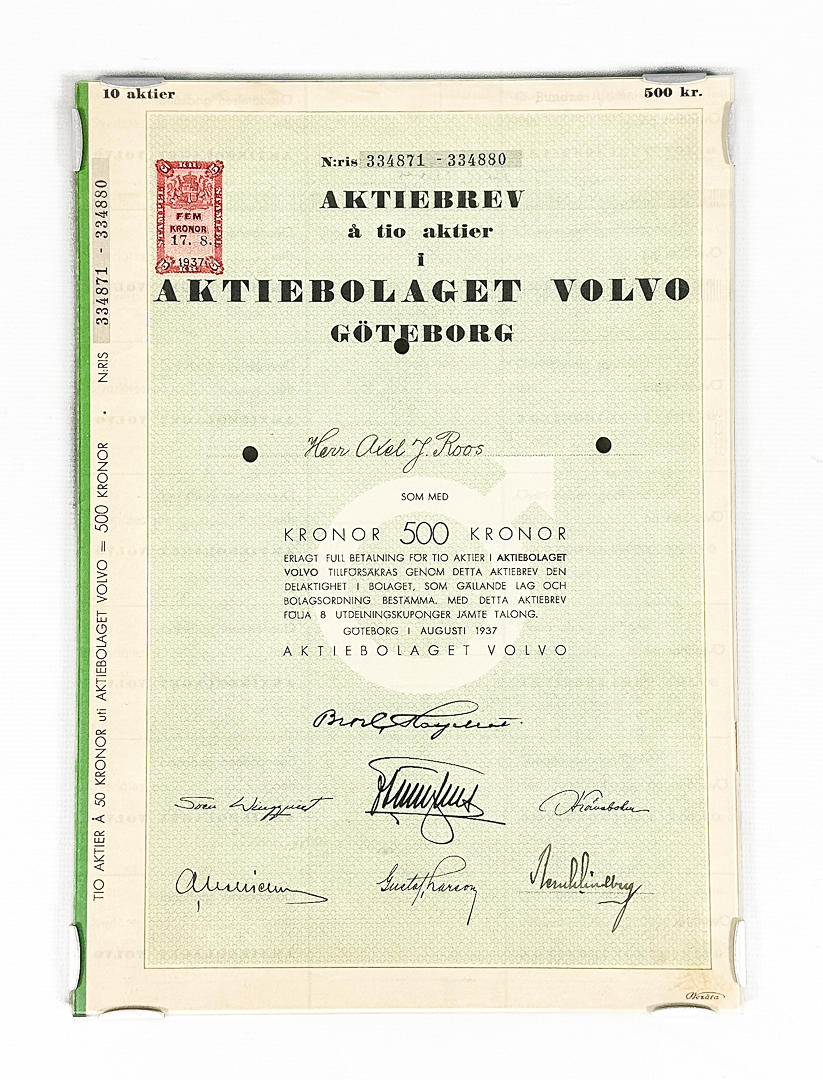 10 aktier
500 kr.
N:ris 334871 - 334880
AKTIEBREV
FEM
KRONOR
17. 8.
1937
å tio aktier
i
AKTIEBOLAGET VOLVO
GÖTEBORG
Herr Axel J. Roos
SOM MED
KRONOR 500 KRONOR
ERLAGT FULL BETALNING FÖR TIO AKTIER I AKTIEBOLAGET
VOLVO TILLFÖRSÄKRAS GENOM DETTA AKTIEBREV DEN
DELAKTIGHET I BOLAGET, SOM GÄLLANDE LAG OCH
BOLAGSORDNING BESTÄMMA. MED DETTA AKTIEBREV
FÖLJA 8 UTDELNINGSKUPONGER JÄMTE TALONG.
GÖTEBORG I AUGUSTI 1937
AKTIEBOLAGET VOLVO
Gustaf Larson
TIO AKTIER À 50 KRONOR uti AKTIEBOLAGET VOLVO = 500 KRONOR · N:RIS 334871 - 334880